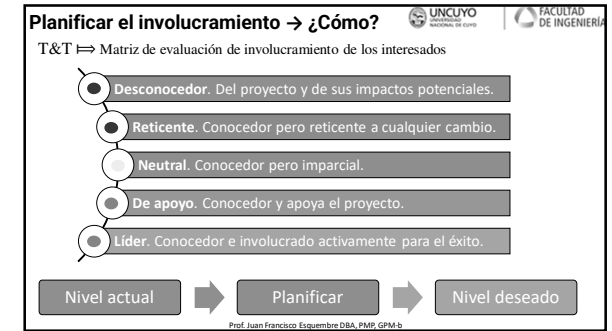 Planificar el involucramiento → ¿Cómo?
UNCUYO
UNIVERSIDAD
NACIONAL DE CUYO
FACULTAD
DE INGENIERÍA
T&T ⟾ Matriz de evaluación de involucramiento de los interesados
Desconocedor. Del proyecto y de sus impactos potenciales.
Reticente. Conocedor pero reticente a cualquier cambio.
Neutral. Conocedor pero imparcial.
De apoyo. Conocedor y apoya el proyecto.
Líder. Conocedor e involucrado activamente para el éxito.
Nivel actual
Planificar
Nivel deseado
Prof. Juan Francisco Esquembre DBA, PMP, GPM-b